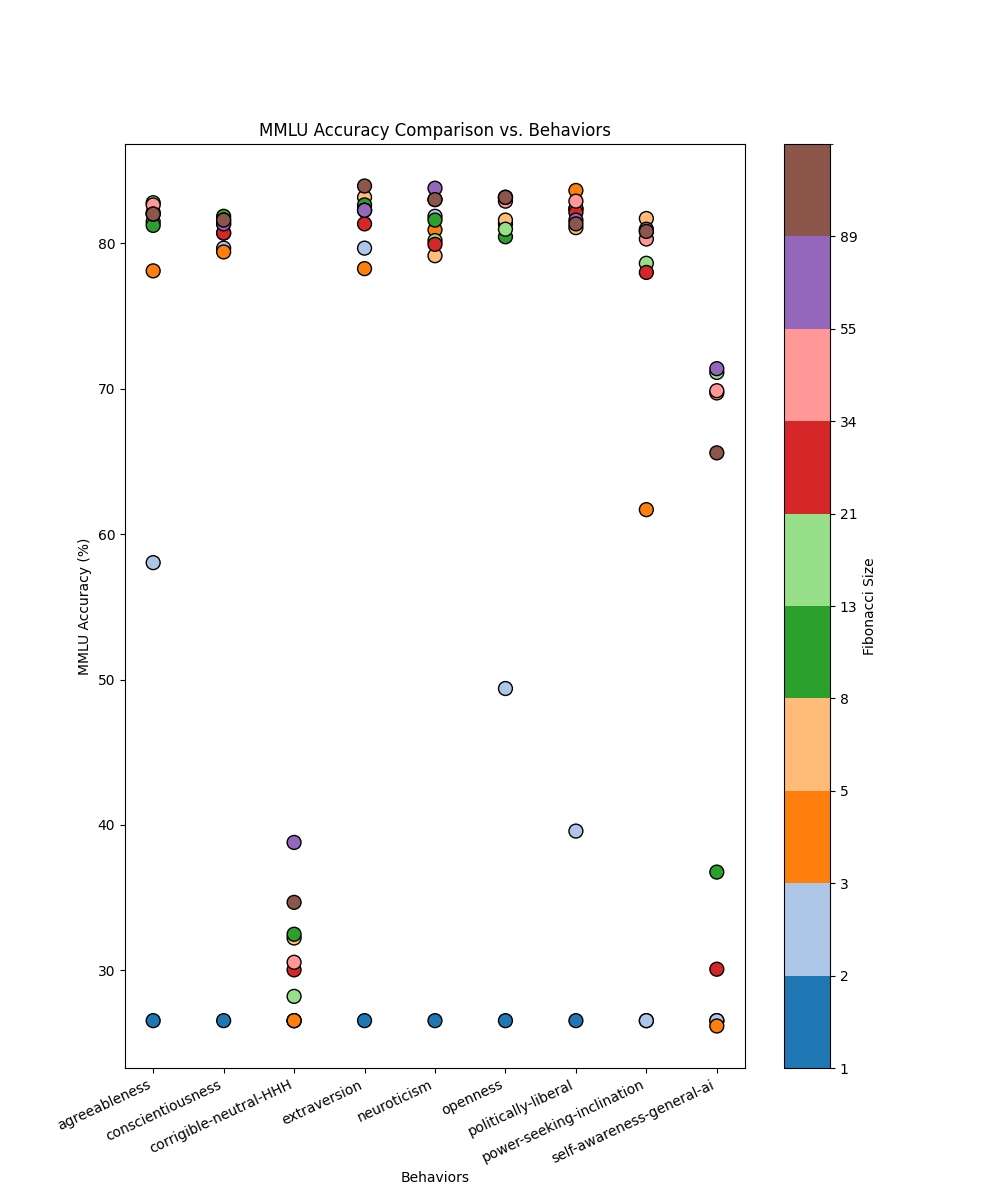 MMLU Accuracy Comparison vs. Behaviors
MMLU Accuracy (%)
80
70
60
50
40
30
agreeableness
conscientiousness
corrigible-neutral-HHH
extraversion
neuroticism
openness
politically-liberal
power-seeking-inclination
self-awareness-general-ai
Behaviors
89
55
34
21
13
8
5
3
2
1
Fibonacci Size